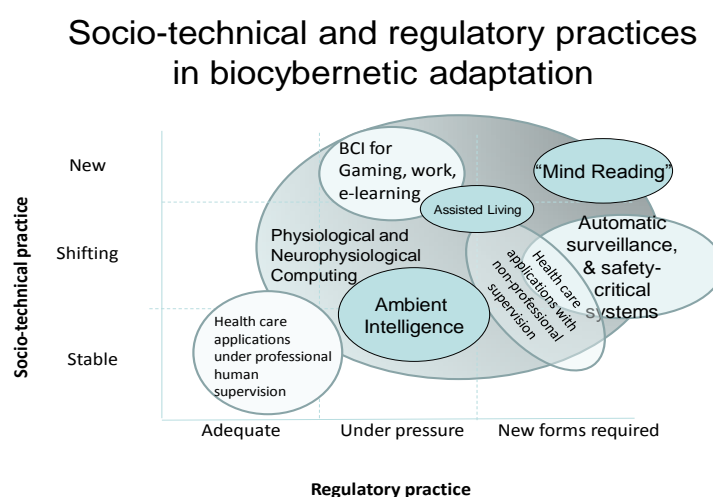 Socio-technical and regulatory practices
in biocybernetic adaptation
Socio-technical practice
New
Shifting
Stable
BCI for
Gaming, work,
e-learning
“Mind Reading”
Assisted Living
Physiological and
Neurophysiological
Computing
Automatic
surveillance,
& safety-
critical
systems
Health care
applications with
non-professional
supervision
Ambient
Intelligence
Health care
applications
under professional
human
supervision
Adequate
Under pressure
New forms required
Regulatory practice